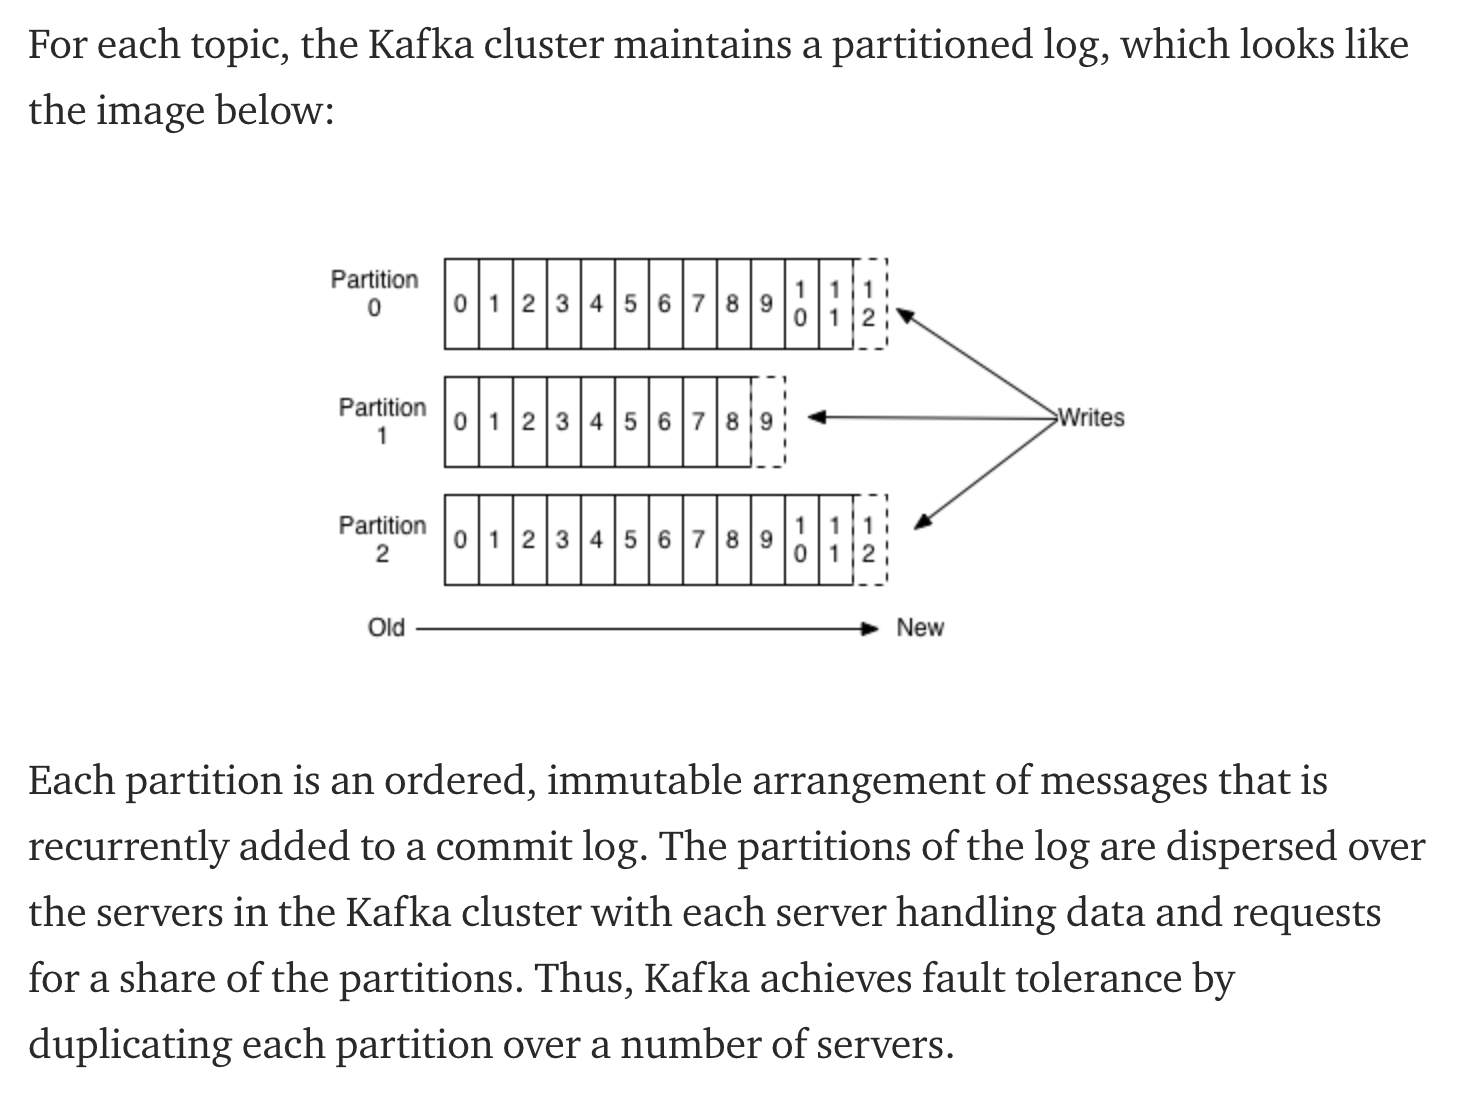 For each topic, the Kafka cluster maintains a partitioned log, which looks like
the image below:
Partition
0
0 1 2 3 4 5 6 7 8 9 10 11 12
Partition
1
0 1 2 3 4 5 6 7 8 9
Writes
Partition
2
0 1 2 3 4 5 6 7 8 9 10 11 12
Old New
Each partition is an ordered, immutable arrangement of messages that is
recurrently added to a commit log. The partitions of the log are dispersed over
the servers in the Kafka cluster with each server handling data and requests
for a share of the partitions. Thus, Kafka achieves fault tolerance by
duplicating each partition over a number of servers.